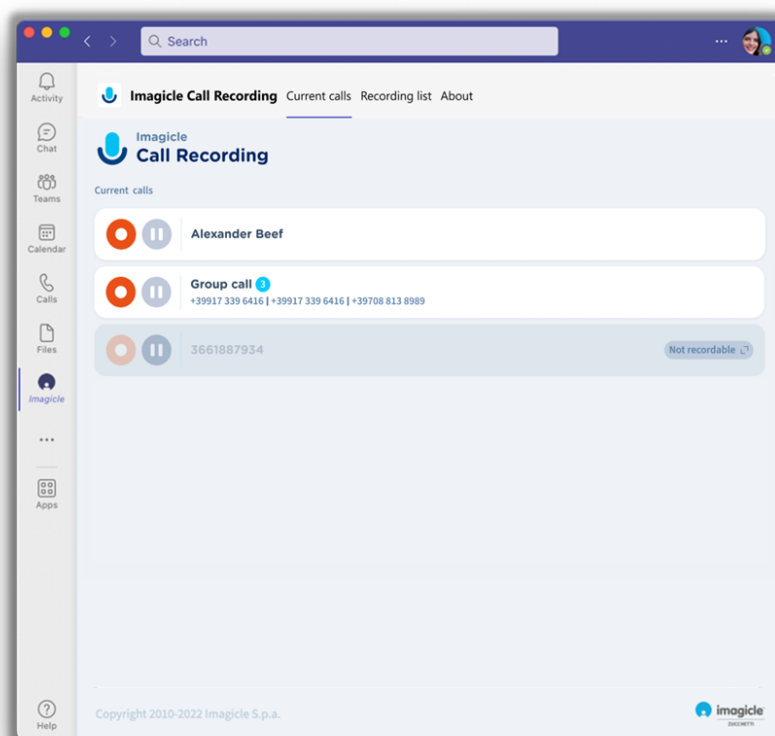 Search
Activity
Chat
Teams
Calendar
Calls
Files
Imagicle
Apps
Help
Imagicle Call Recording Current calls Recording list About
Imagicle
Call Recording
Current calls
Alexander Beef
Group call 3
+39917 339 6416 | +39917 339 6416 | +39708 813 8989
3661887934 Not recordable
Copyright 2010-2022 Imagicle S.p.a.
imagicle
ZUCCHETTI